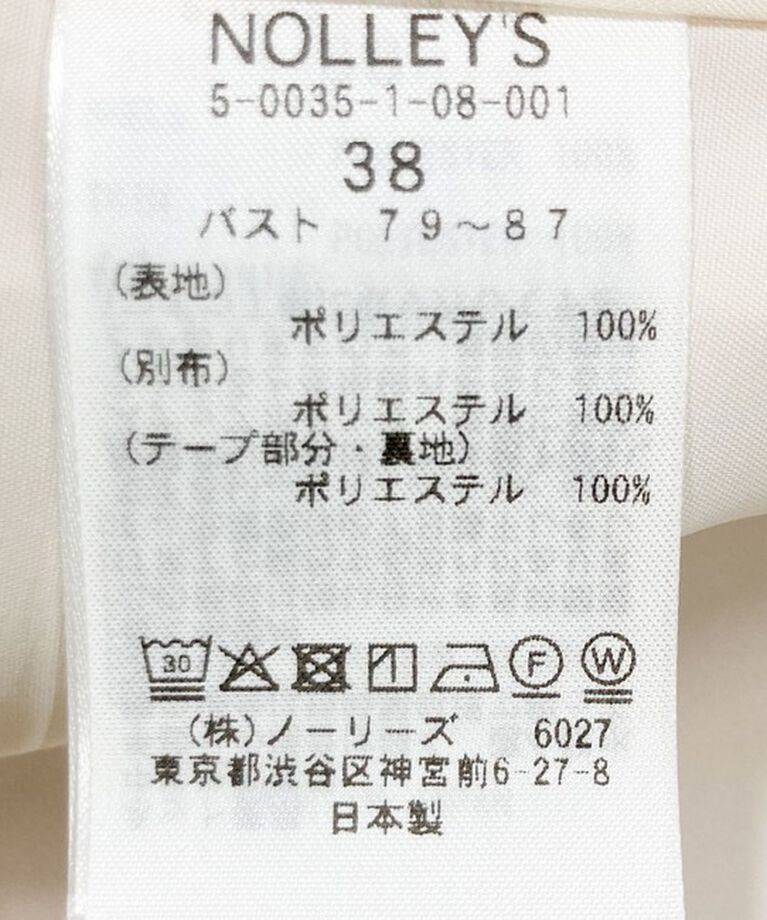 NOLLEY'S
5-0035-1-08-001
38
バスト 79~87
(表地)
ポリエステル 100%
(別布)
ポリエステル 100%
(テープ部分・裏地)
ポリエステル 100%
30 F W
(株)ノーリーズ 6027
東京都渋谷区神宮前6-27-8
日本製